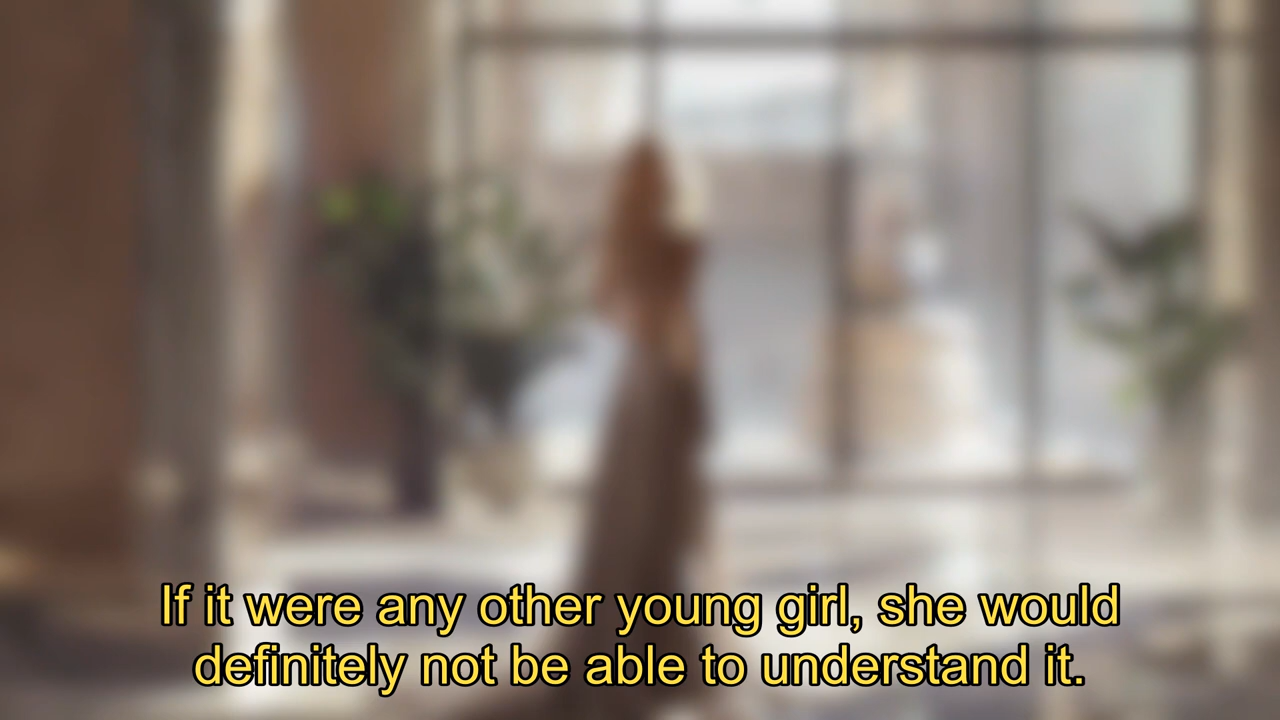 If it were any other young girl, she would
definitely not be able to understand it.